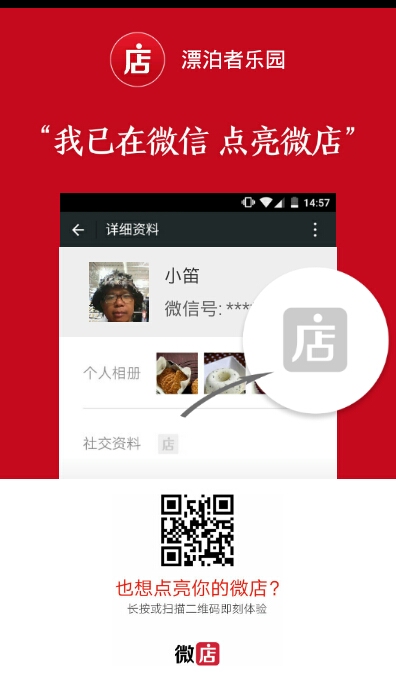 店 漂泊者乐园
“我已在微信 点亮微店”
14:57
详细资料
小笛
微信号: ****
店
个人相册
社交资料 店
也想点亮你的微店?
长按或扫描二维码即刻体验
微店